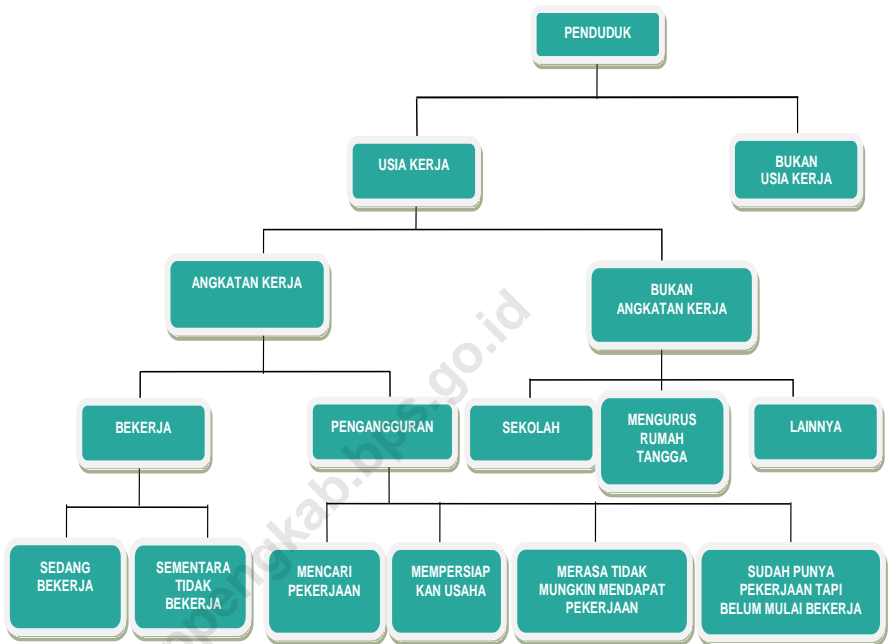 PENDUDUK
USIA KERJA
BUKAN
USIA KERJA
ANGKATAN KERJA
BUKAN
ANGKATAN KERJA
BEKERJA
PENGANGGURAN
SEKOLAH
MENGURUS
RUMAH
TANGGA
LAINNYA
SEDANG
BEKERJA
SEMENTARA
TIDAK
BEKERJA
MENCARI
PEKERJAAN
MEMPERSIAP
KAN USAHA
MERASA TIDAK
MUNGKIN MENDAPAT
PEKERJAAN
SUDAH PUNYA
PEKERJAAN TAPI
BELUM MULAI BEKERJA